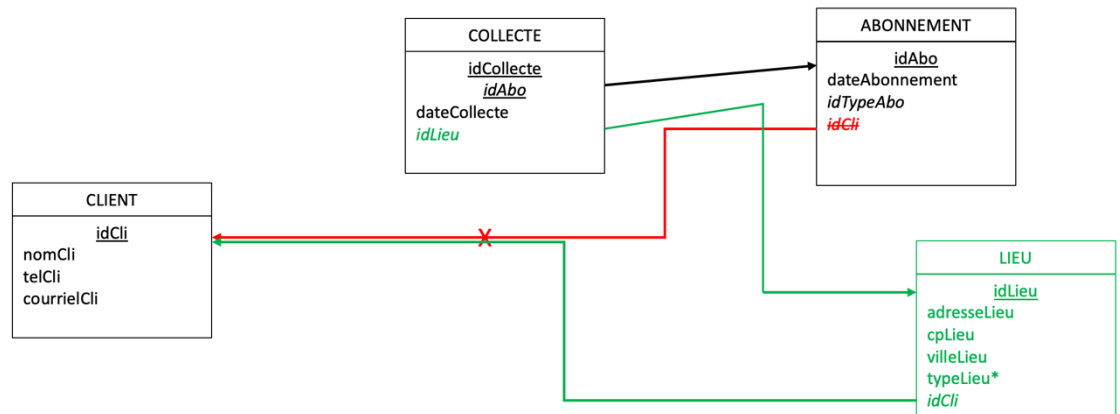 COLLECTE
idCollecte
idAbo
dateCollecte
idLieu
ABONNEMENT
idAbo
dateAbonnement
idTypeAbo
idCli
CLIENT
idCli
nomCli
telCli
courrielCli
X
LIEU
idLieu
adresseLieu
cpLieu
villeLieu
typeLieu*
idCli